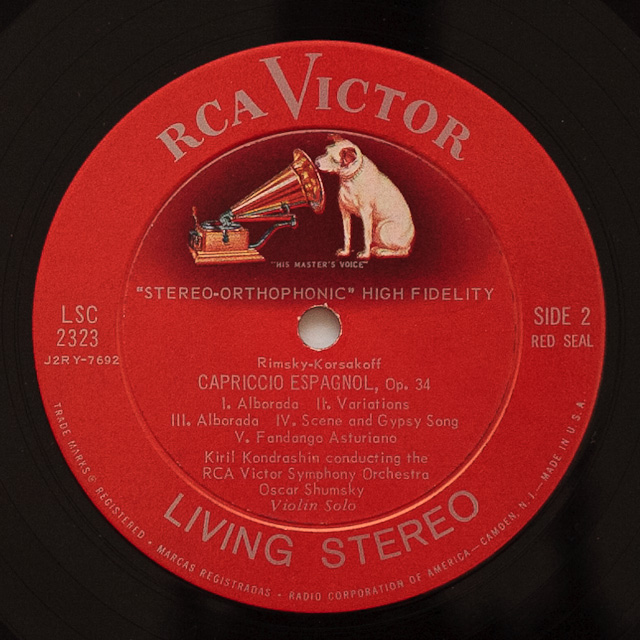 RCA VICTOR
"HIS MASTER'S VOICE"
"STEREO-ORTHOPHONIC" HIGH FIDELITY
LSC
2323
J2RY-7692
SIDE 2
RED SEAL
Rimsky-Korsakoff
CAPRICCIO ESPAGNOL, Op. 34
I. Alborada II. Variations
III. Alborada IV. Scene and Gypsy Song
V. Fandango Asturiano
Kiril Kondrashin conducting the
RCA Victor Symphony Orchestra
Oscar Shumsky
Violin Solo
LIVING STEREO
TRADE MARKS ® REGISTERED · MARCAS REGISTRADAS · RADIO CORPORATION OF AMERICA—CAMDEN, N. J.—MADE IN U.S.A.